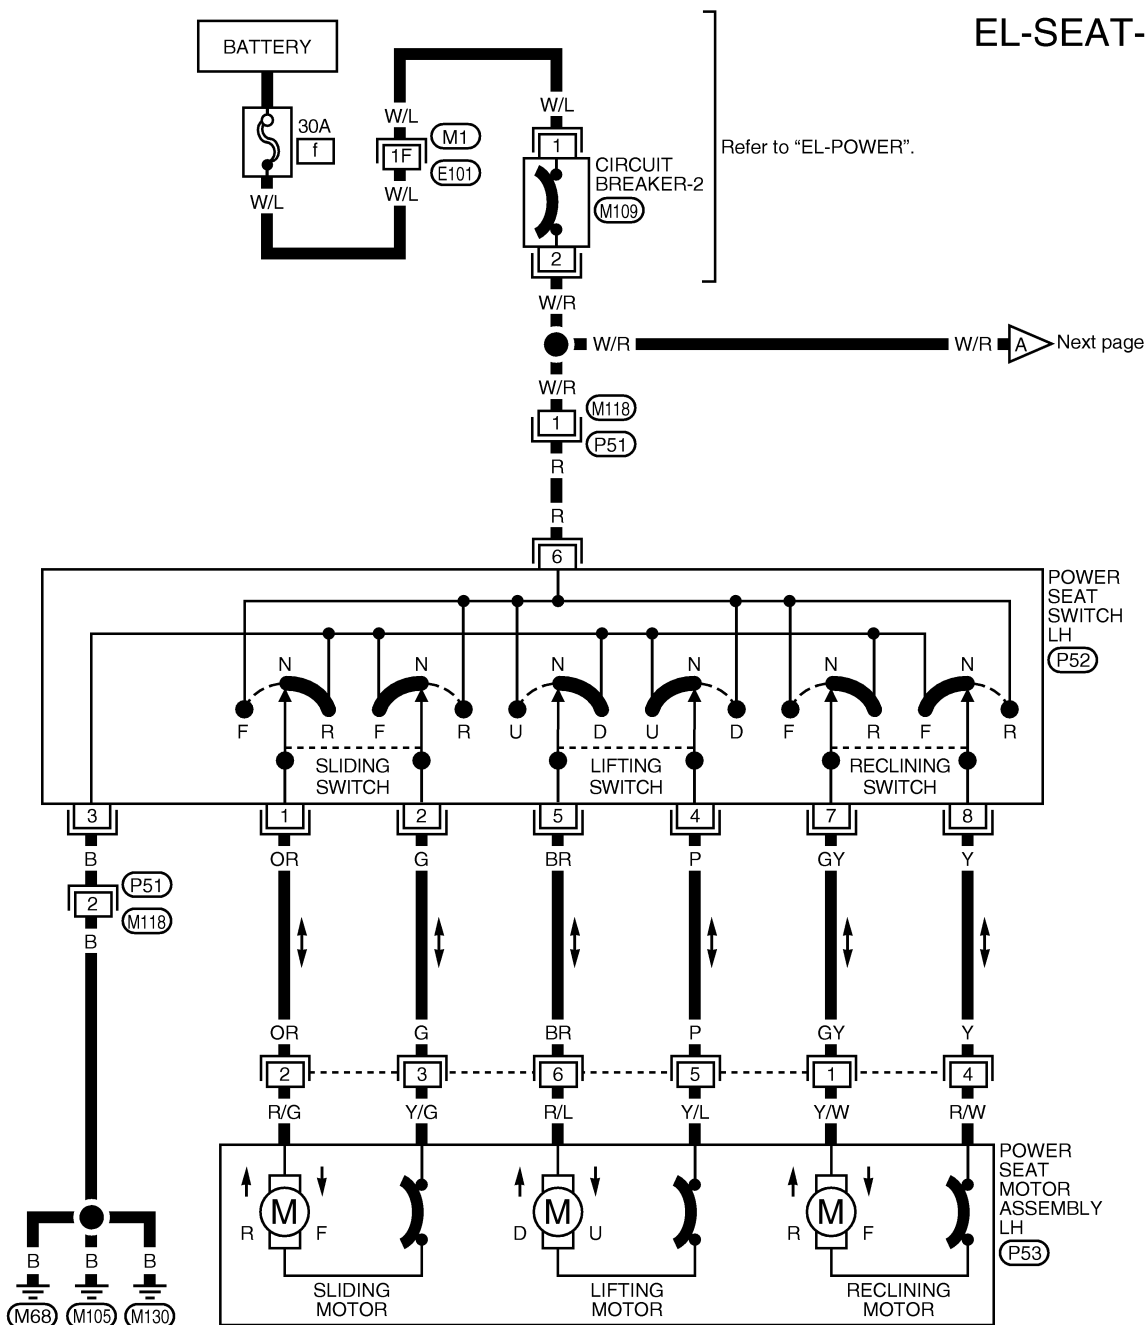 EL-SEAT-
BATTERY
30A
f
W/L
W/L
1F
M1
E101
W/L
W/L
1
CIRCUIT
BREAKER-2
M109
2
Refer to “EL-POWER”.
W/R
W/R
W/R
A
Next page
W/R
1
M118
P51
R
R
6
POWER
SEAT
SWITCH
LH
P52
N N N N N N
F R F R U D U D F R F R
SLIDING
SWITCH
LIFTING
SWITCH
RECLINING
SWITCH
3 1 2 5 4 7 8
B OR G BR P GY Y
P51
2
M118
B
OR G BR P GY Y
2 3 6 5 1 4
R/G Y/G R/L Y/L Y/W R/W
POWER
SEAT
MOTOR
ASSEMBLY
LH
P53
M M M
R F D U R F
SLIDING
MOTOR
LIFTING
MOTOR
RECLINING
MOTOR
B B B
M68 M105 M130